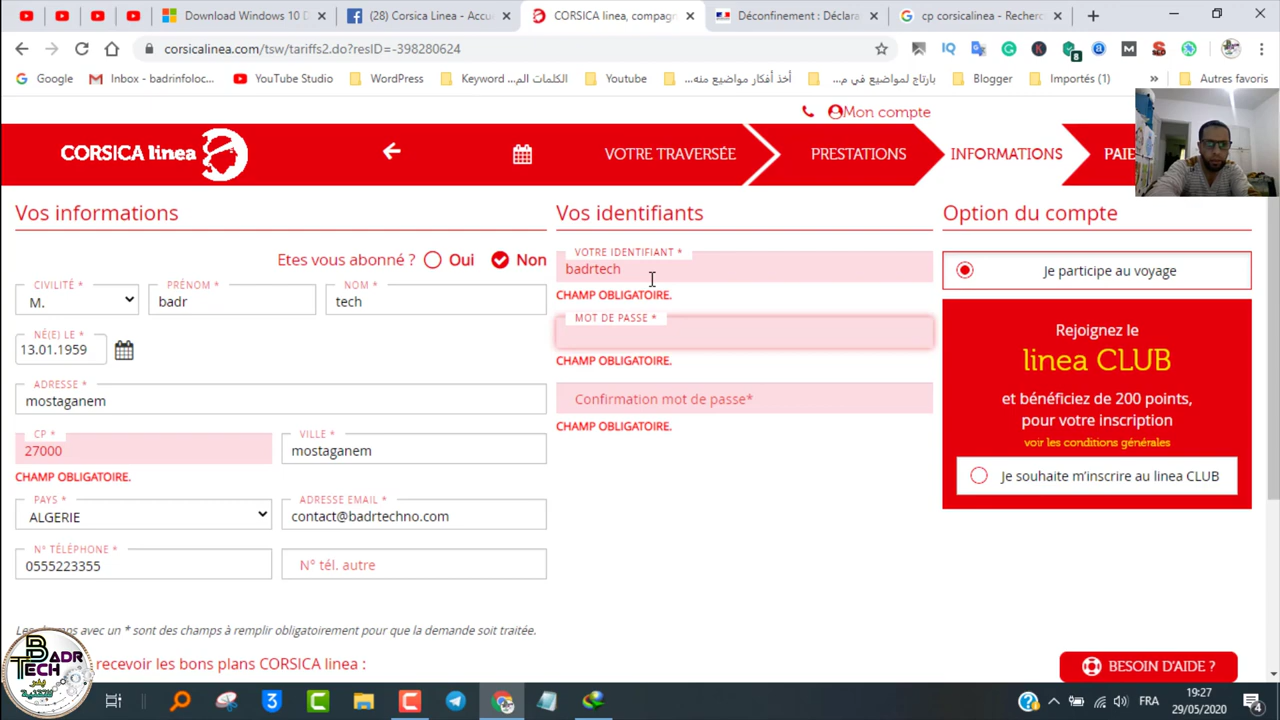 Download Windows 10 D
(28) Corsica Linea - Accu
CORSICA linea, compagn
Déconfinement : Déclara
cp corsicalinea - Recherc
corsicalinea.com/tsw/tariffs2.do?resID=-398280624
Google
Inbox - badrinfoloc...
YouTube Studio
WordPress
Keyword الكلمات الم...
Youtube
أخذ أفكار مواضيع منه...
بارتاج لمواضيع في م...
Blogger
Importés (1)
»
Autres favoris
Mon compte
CORSICA linea
VOTRE TRAVERSÉE
PRESTATIONS
INFORMATIONS
PAIE
Vos informations
Vos identifiants
Option du compte
Etes vous abonné ? Oui Non
VOTRE IDENTIFIANT *
badrtech
CHAMP OBLIGATOIRE.
Je participe au voyage
CIVILITÉ *
M.
PRÉNOM *
badr
NOM *
tech
MOT DE PASSE *
CHAMP OBLIGATOIRE.
NÉ(E) LE *
13.01.1959
Rejoignez le
linea CLUB
et bénéficiez de 200 points,
pour votre inscription
voir les conditions générales
Je souhaite m'inscrire au linea CLUB
ADRESSE *
mostaganem
Confirmation mot de passe*
CHAMP OBLIGATOIRE.
CP *
27000
CHAMP OBLIGATOIRE.
VILLE *
mostaganem
PAYS *
ALGERIE
ADRESSE EMAIL *
contact@badrtechno.com
N° TÉLÉPHONE *
0555223355
N° tél. autre
Les champs avec un * sont des champs à remplir obligatoirement pour que la demande soit traitée.
recevoir les bons plans CORSICA linea :
BESOIN D'AIDE ?
BADR
TECH
FRA
19:27
29/05/2020
4